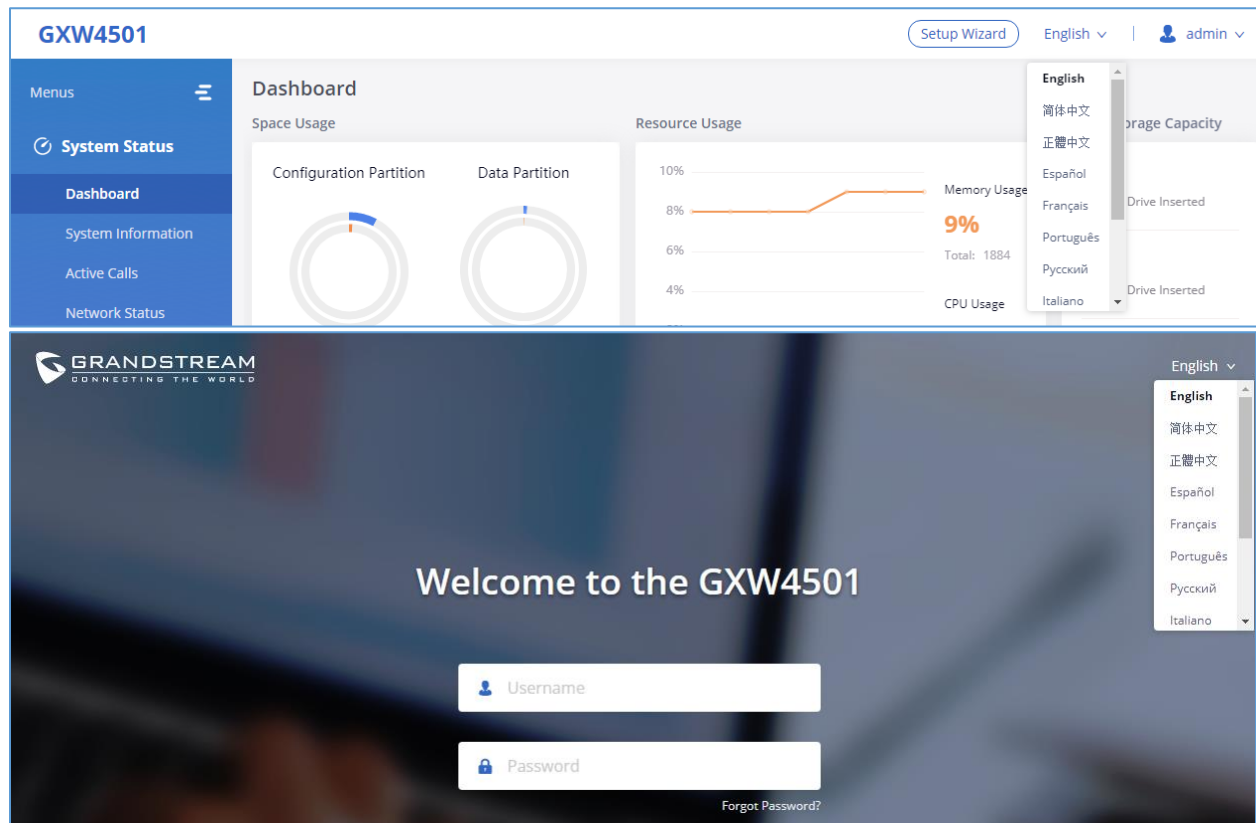 GXW4501
Setup Wizard
English
admin
Menus
System Status
Dashboard
System Information
Active Calls
Network Status
Dashboard
Space Usage
Configuration Partition
Data Partition
Resource Usage
10%
8%
6%
4%
Memory Usage
9%
Total: 1884
CPU Usage
English
简体中文
正體中文
Español
Français
Português
Русский
Italiano
orage Capacity
Drive Inserted
Drive Inserted
GRANDSTREAM
CONNECTING THE WORLD
English
English
简体中文
正體中文
Español
Français
Português
Русский
Italiano
Welcome to the GXW4501
Username
Password
Forgot Password?